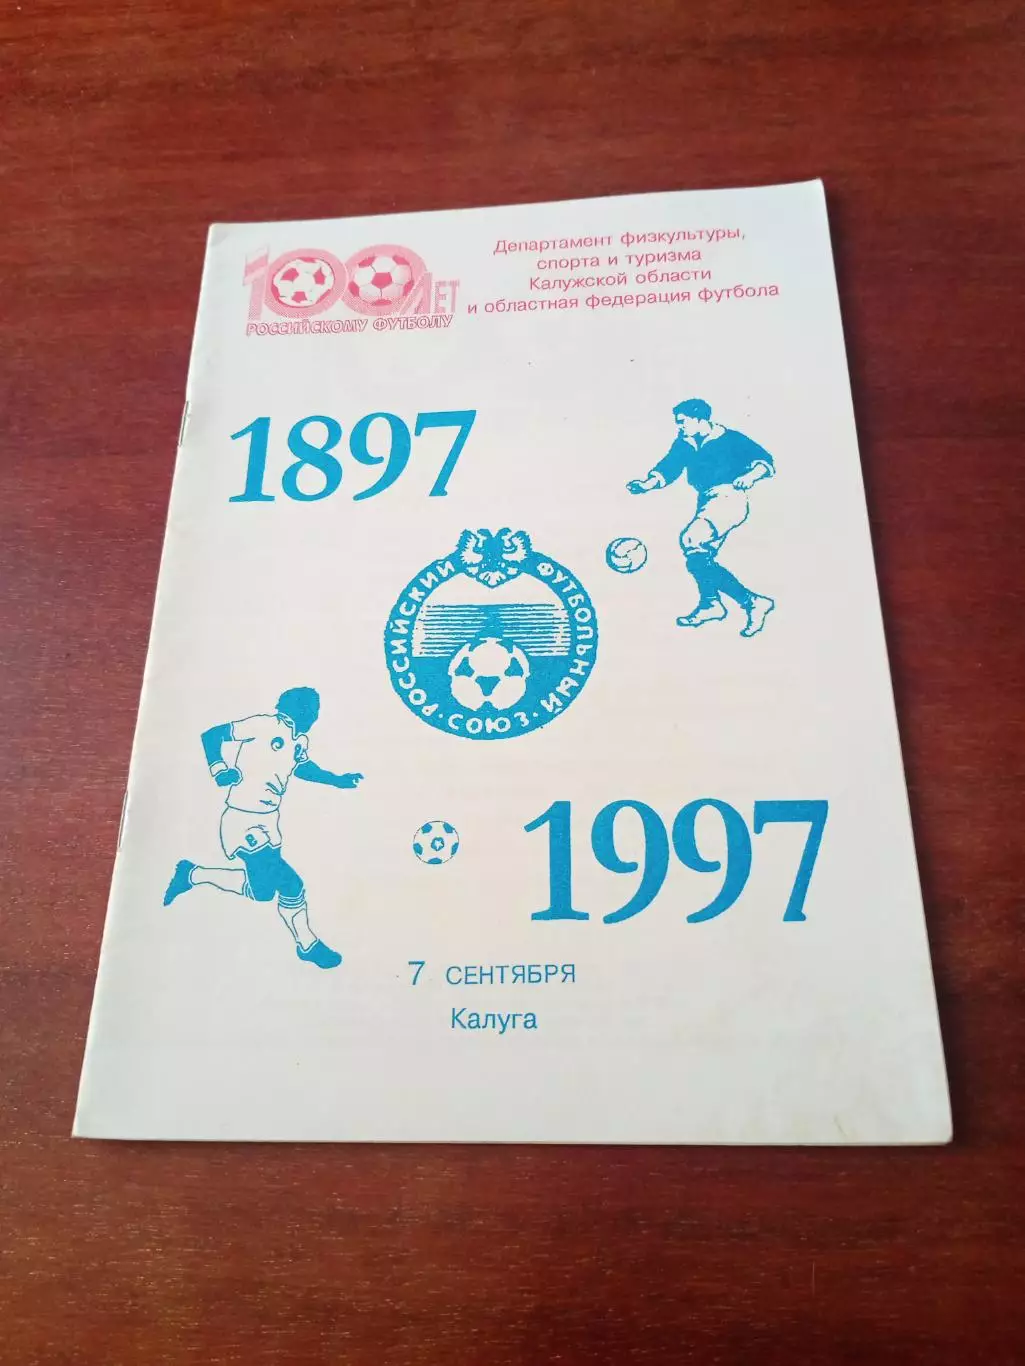 100 ЛЕТ
РОССИЙСКОМУ ФУТБОЛУ
Департамент физкультуры,
спорта и туризма
Калужской области
и областная федерация футбола
1897
РОССИЙСКИЙ ФУТБОЛЬНЫЙ
· СОЮЗ ·
8
1997
7 СЕНТЯБРЯ
Калуга